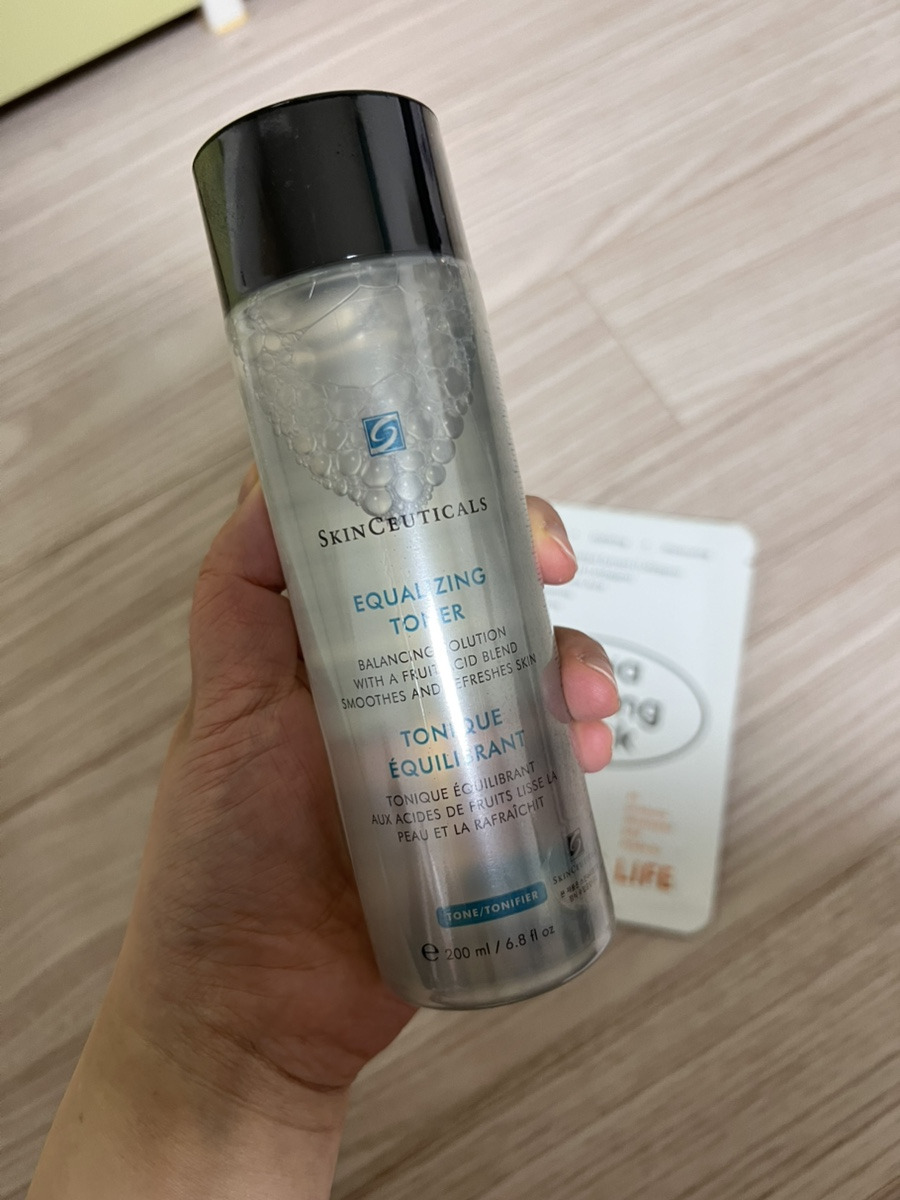 SKINCEUTICALS
EQUALIZING
TONER
BALANCING SOLUTION
WITH A FRUIT ACID BLEND
SMOOTHES AND REFRESHES SKIN
TONIQUE
ÉQUILIBRANT
TONIQUE ÉQUILIBRANT
AUX ACIDES DE FRUITS LISSE LA
PEAU ET LA RAFRAÎCHIT
TONE/TONIFIER
e 200 ml / 6.8 fl oz
LIFE